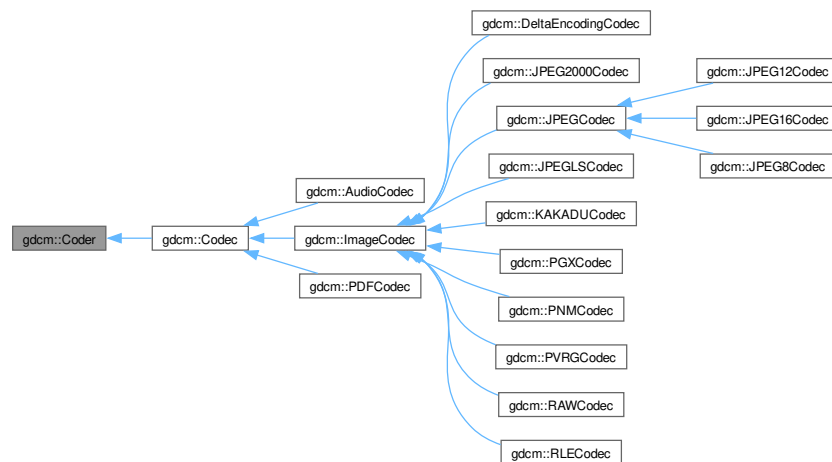 gdcm::DeltaEncodingCodec
gdcm::JPEG2000Codec
gdcm::JPEG12Codec
gdcm::JPEGCodec
gdcm::JPEG16Codec
gdcm::JPEGLSCodec
gdcm::JPEG8Codec
gdcm::AudioCodec
gdcm::KAKADUCodec
gdcm::Coder
gdcm::Codec
gdcm::ImageCodec
gdcm::PGXCodec
gdcm::PDFCodec
gdcm::PNMCodec
gdcm::PVRGCodec
gdcm::RAWCodec
gdcm::RLECodec